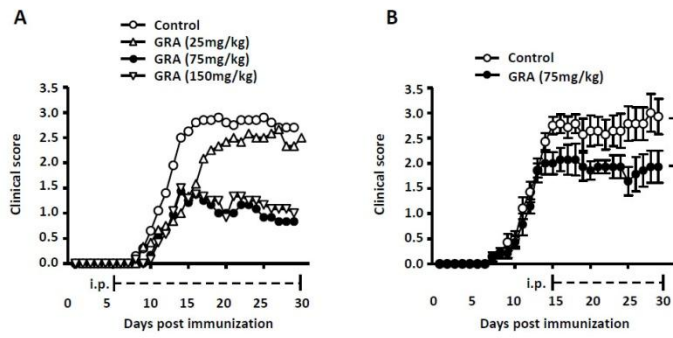 A
Control
GRA (25mg/kg)
GRA (75mg/kg)
GRA (150mg/kg)
Clinical score
3.5
3.0
2.5
2.0
1.5
1.0
0.5
0.0
i.p.
0 5 10 15 20 25 30
Days post immunization
B
Control
GRA (75mg/kg)
Clinical score
3.5
3.0
2.5
2.0
1.5
1.0
0.5
0.0
i.p.
0 5 10 15 20 25 30
Days post immunization